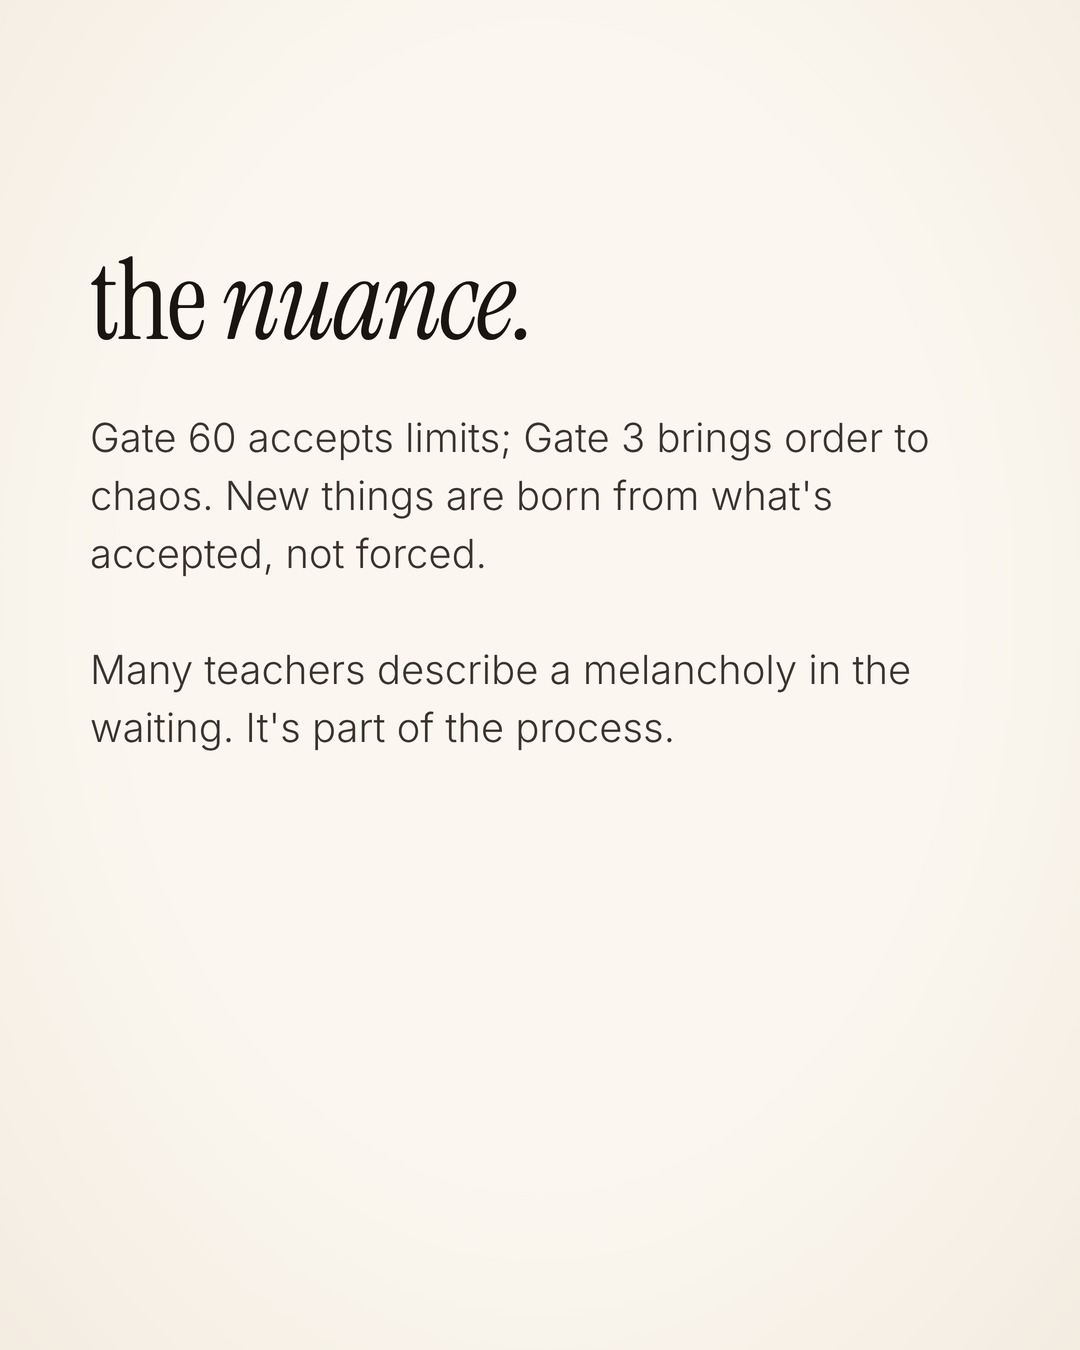 the nuance.
Gate 60 accepts limits; Gate 3 brings order to
chaos. New things are born from what's
accepted, not forced.
Many teachers describe a melancholy in the
waiting. It's part of the process.